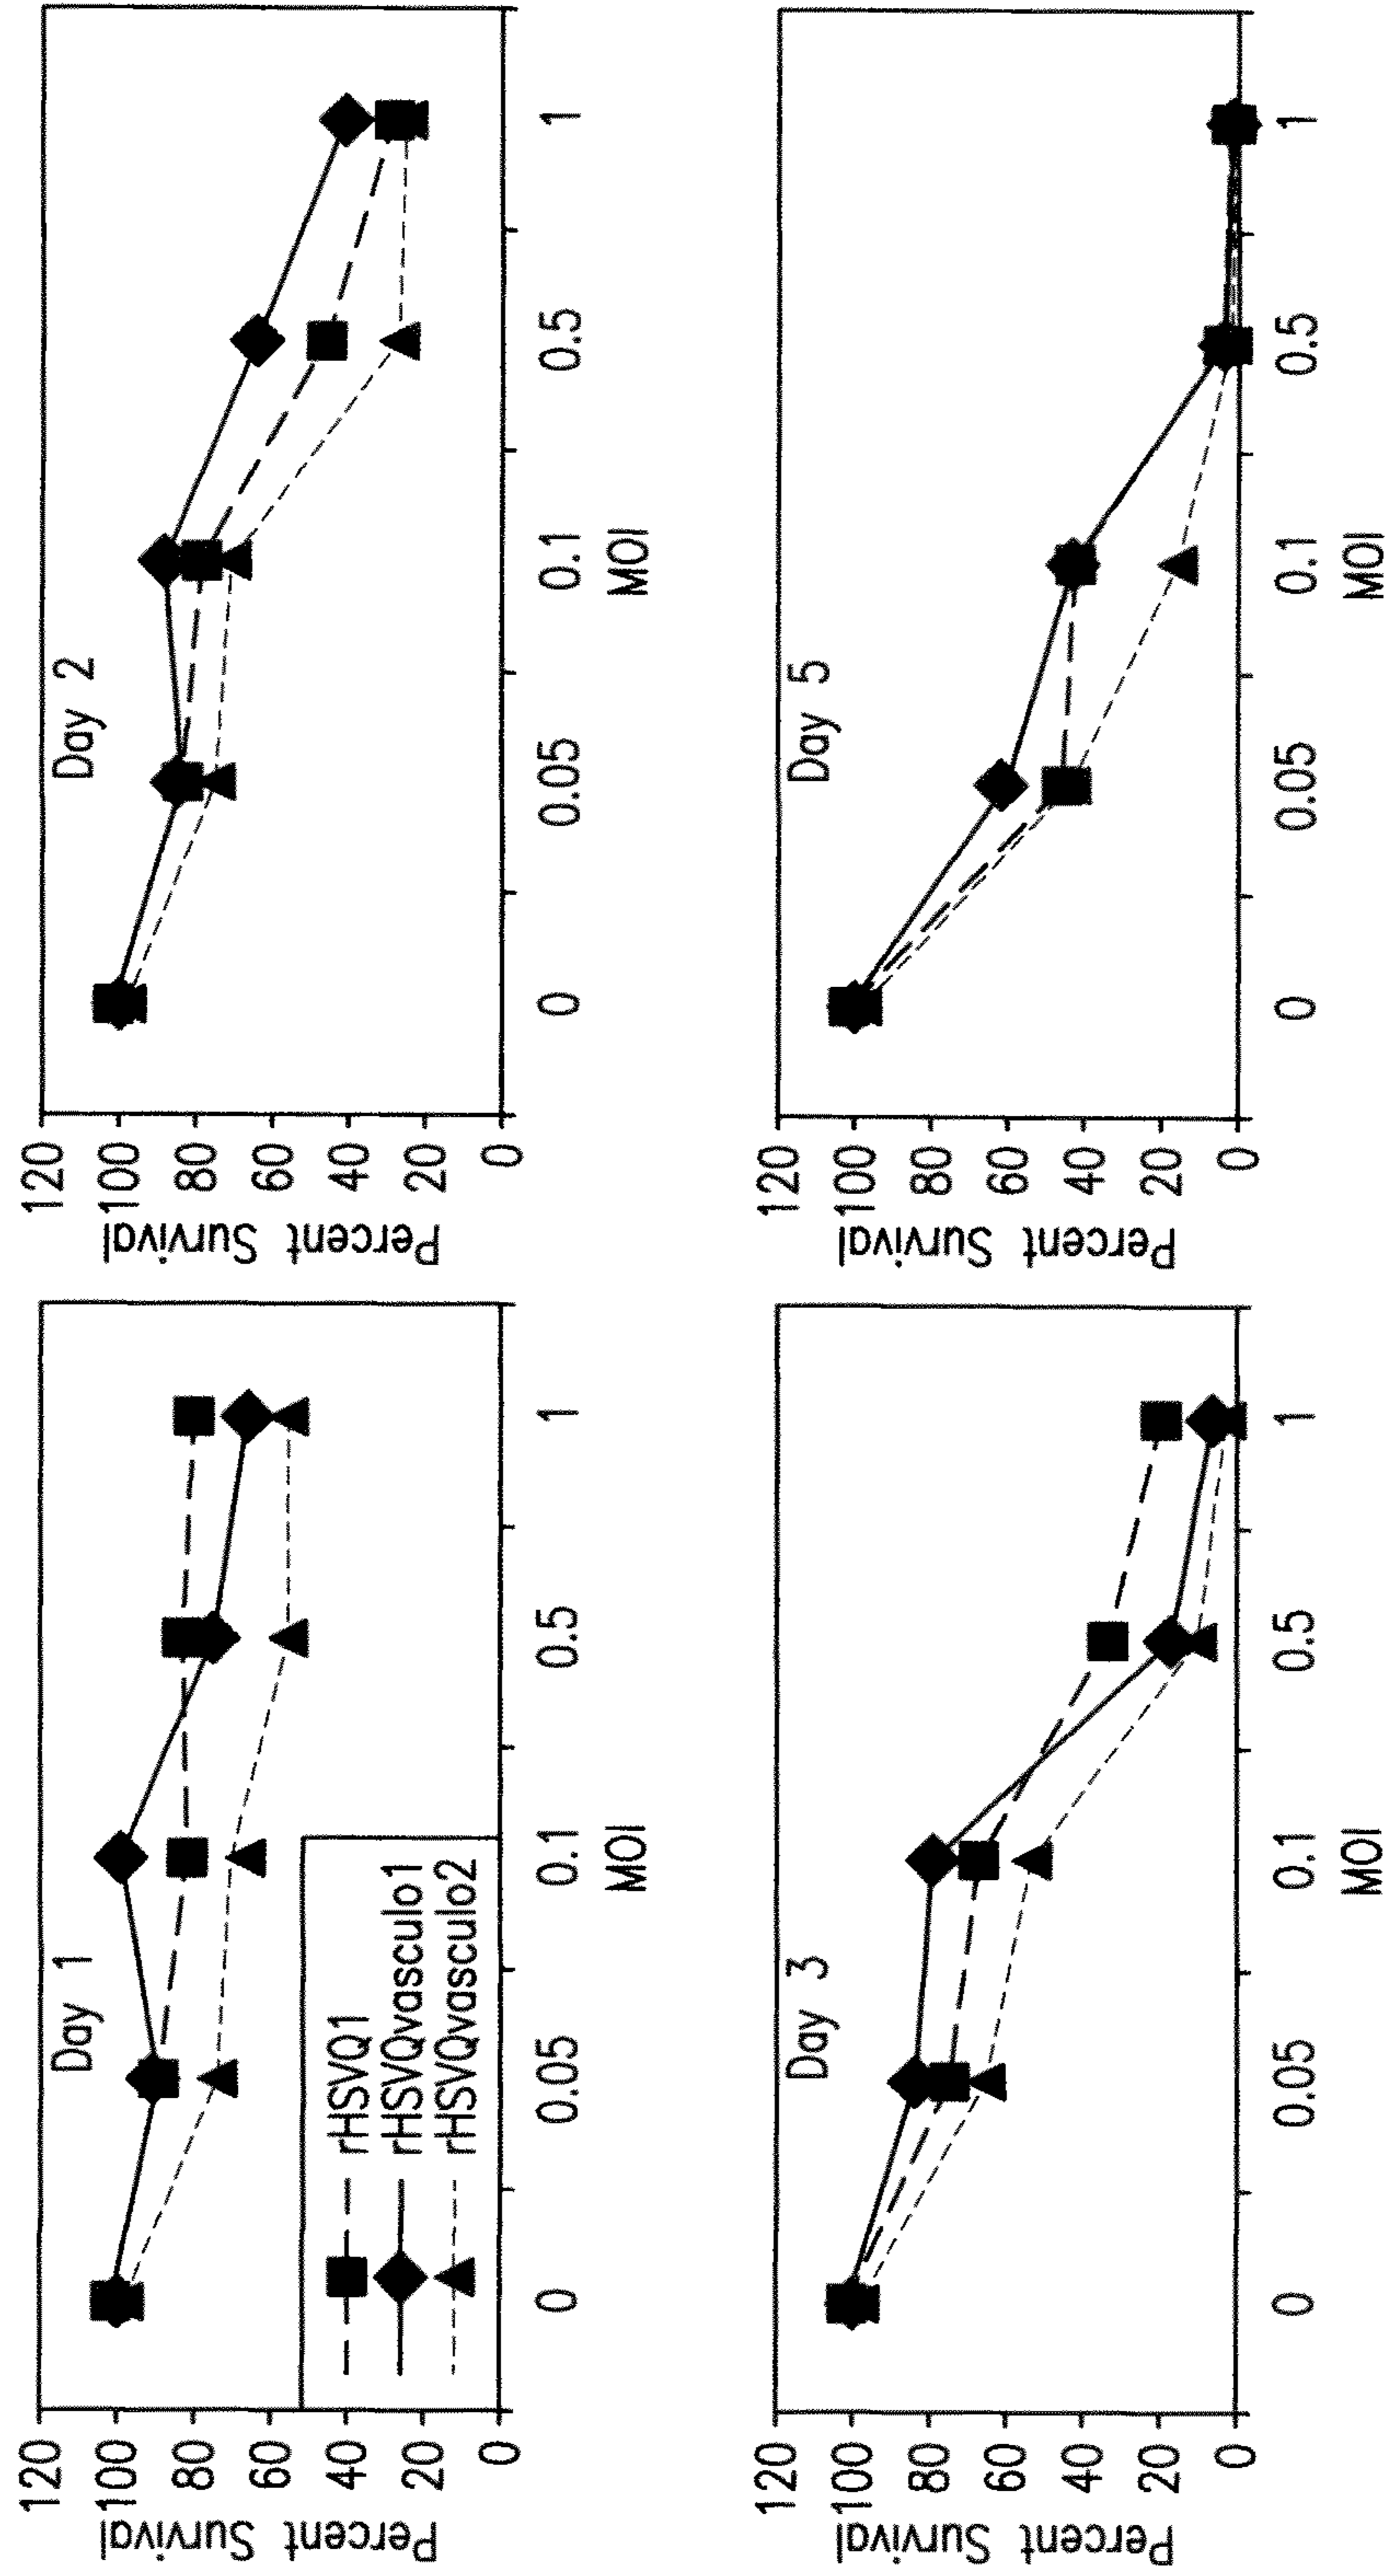 Day 1
Percent Survival
120
100
80
60
40
20
0
rHSVQ1
rHSVQvasculo1
rHSVQvasculo2
0 0.05 0.1 0.5 1
MOI
Day 2
Percent Survival
120
100
80
60
40
20
0
0 0.05 0.1 0.5 1
MOI
Day 3
Percent Survival
120
100
80
60
40
20
0
0 0.05 0.1 0.5 1
MOI
Day 5
Percent Survival
120
100
80
60
40
20
0
0 0.05 0.1 0.5 1
MOI